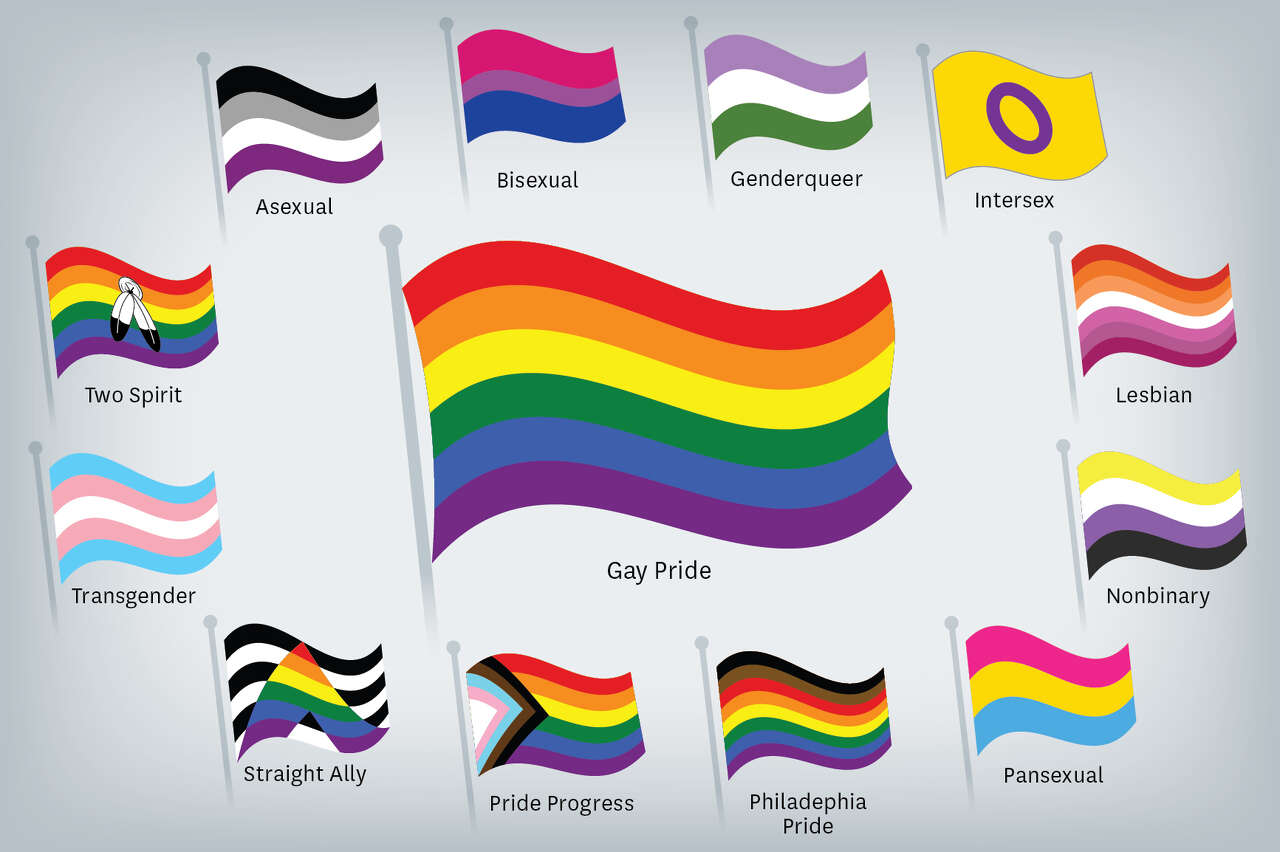 Asexual
Bisexual
Genderqueer
Intersex
Two Spirit
Lesbian
Gay Pride
Transgender
Nonbinary
Straight Ally
Pride Progress
Philadephia
Pride
Pansexual